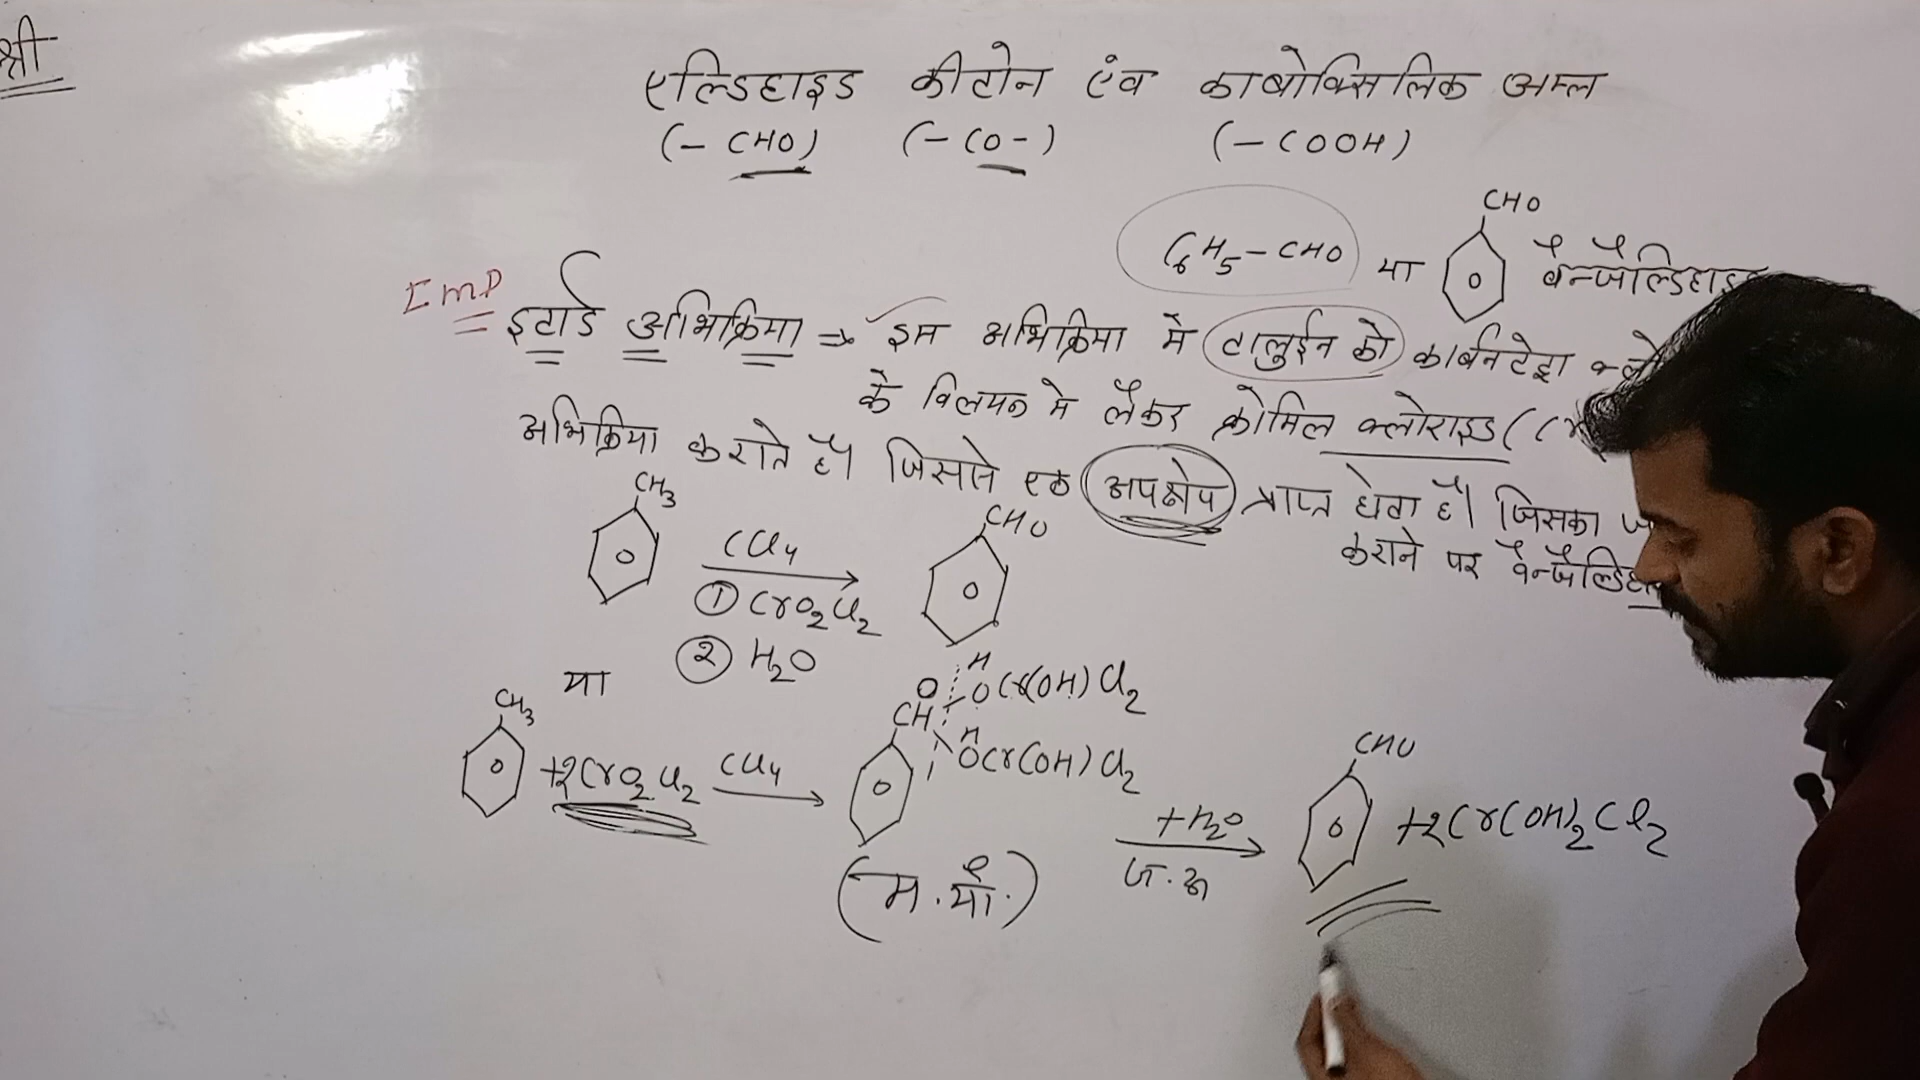 श्री
एल्डिहाइड कीटोन एंव कार्बोक्सिलिक अम्ल
(- CHO) (- CO -) (- COOH)
CHO
C6H5 - CHO या बैन्जैल्डिहाइड
Imp इटार्ड अभिक्रिया ⇒ इस अभिक्रिया मे टालुईन को कार्बनटेट्रा
के विलयन मे लेकर क्रोमिल क्लोराइड (
अभिक्रिया कराते हैं। जिससे एक अपक्षेप प्राप्त होता है। जिसका
कराने पर बैन्जैल्डि
CH3 CCl4 CHO
① CrO2Cl2
② H2O
या
CH3 + 2CrO2Cl2 CCl4 CH OCr(OH)Cl2
OCr(OH)Cl2
(म. यौ.)
+H2O CHO + 2Cr(OH)2Cl2
ज.अ